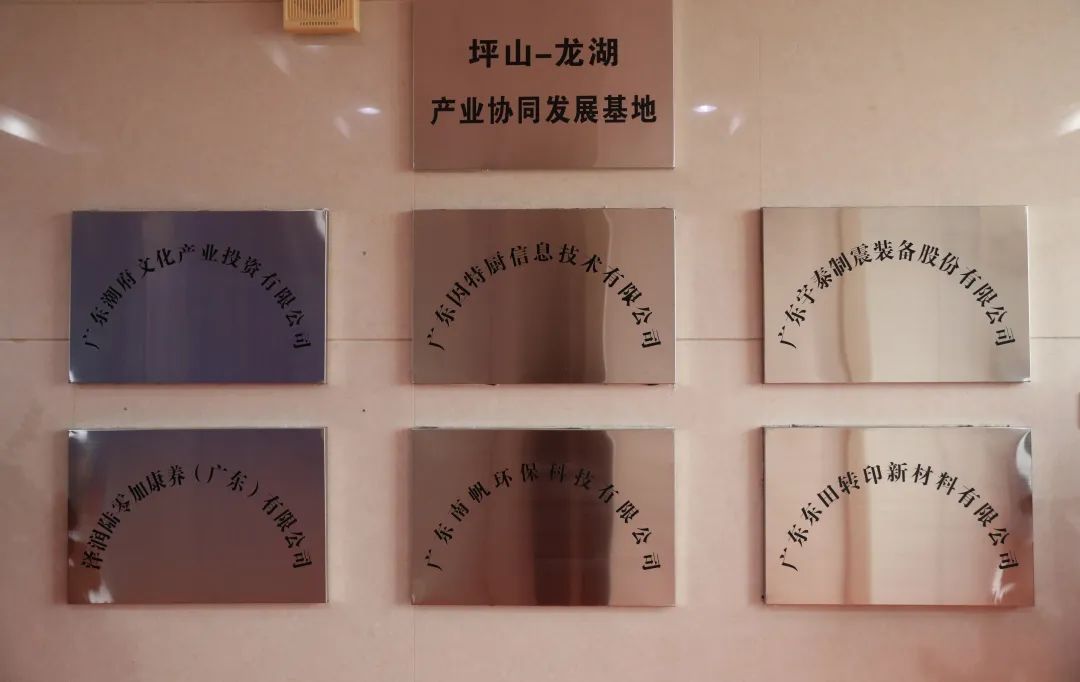 坪山-龙湖
产业协同发展基地
广东潮府文化产业投资有限公司
广东因特厨信息技术有限公司
广东宇泰制震装备股份有限公司
泽润陆零加康养(广东)有限公司
广东南帆环保科技有限公司
广东东田转印新材料有限公司